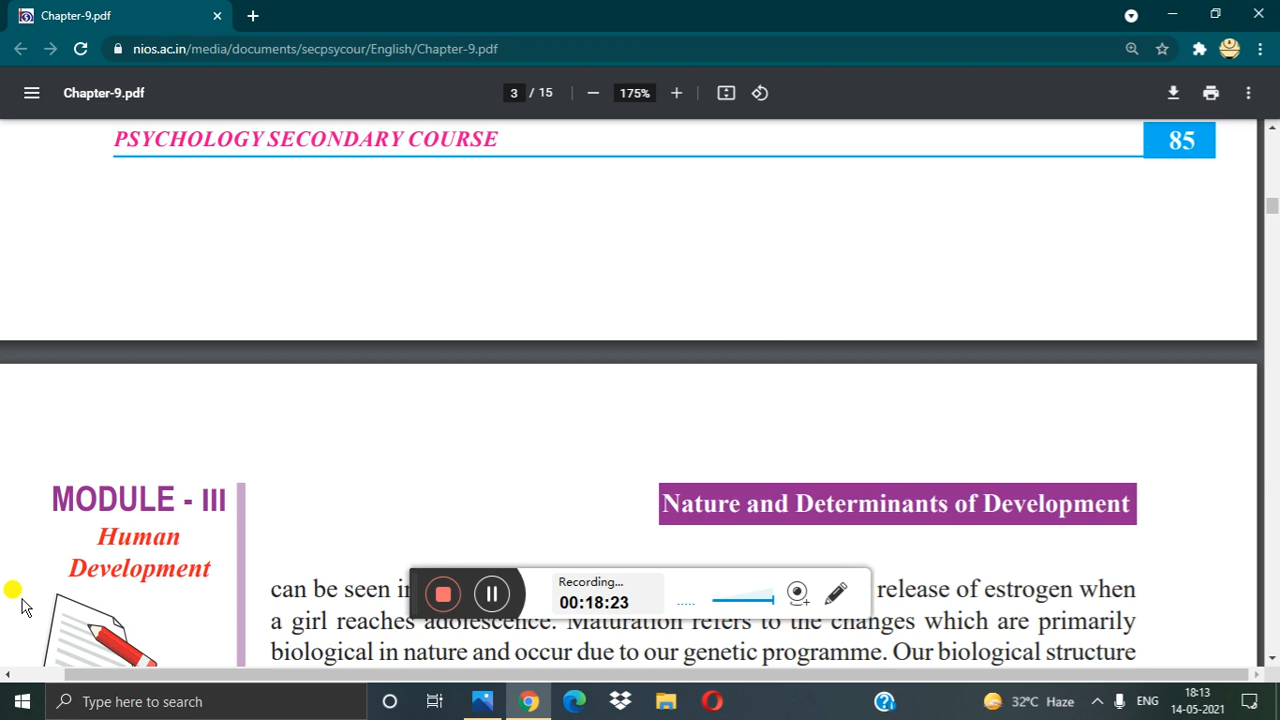 Chapter-9.pdf
nios.ac.in/media/documents/secpsycour/English/Chapter-9.pdf
Chapter-9.pdf
3 / 15
175%
PSYCHOLOGY SECONDARY COURSE
85
MODULE - III
Human
Development
Nature and Determinants of Development
can be seen in release of estrogen when
a girl reaches adolescence. Maturation refers to the changes which are primarily
biological in nature and occur due to our genetic programme. Our biological structure
Recording...
00:18:23
Type here to search
32°C Haze
ENG
18:13
14-05-2021